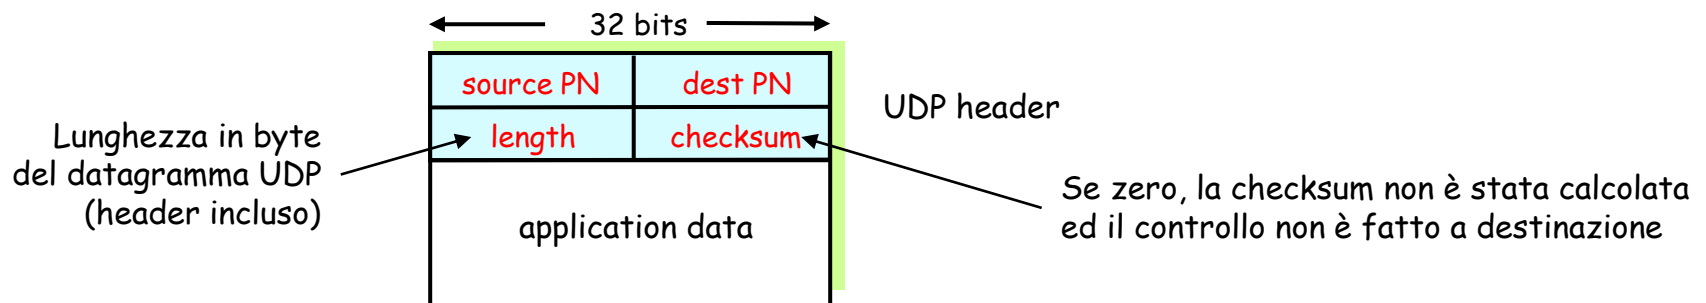 32 bits
source PN
dest PN
UDP header
length
checksum
Lunghezza in byte
del datagramma UDP
(header incluso)
Se zero, la checksum non è stata calcolata
ed il controllo non è fatto a destinazione
application data